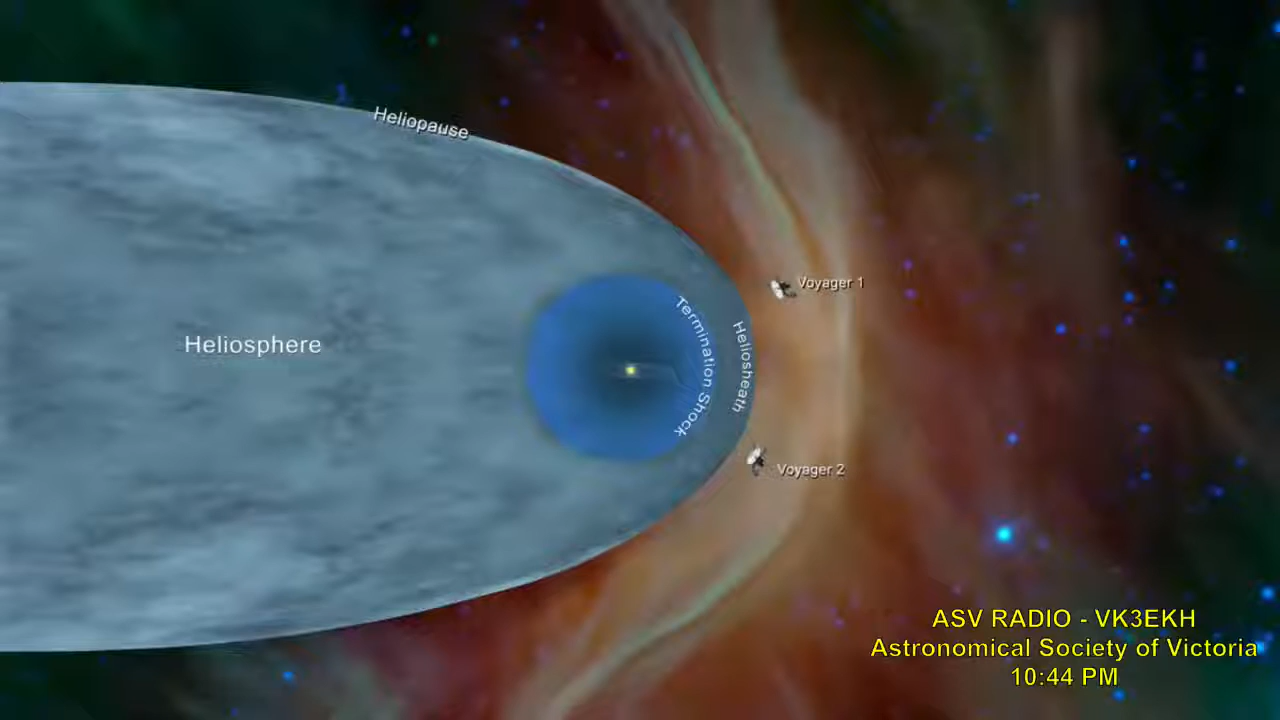 Heliopause
Voyager 1
Termination Shock
Heliosheath
Heliosphere
Voyager 2
ASV RADIO - VK3EKH
Astronomical Society of Victoria
10:44 PM